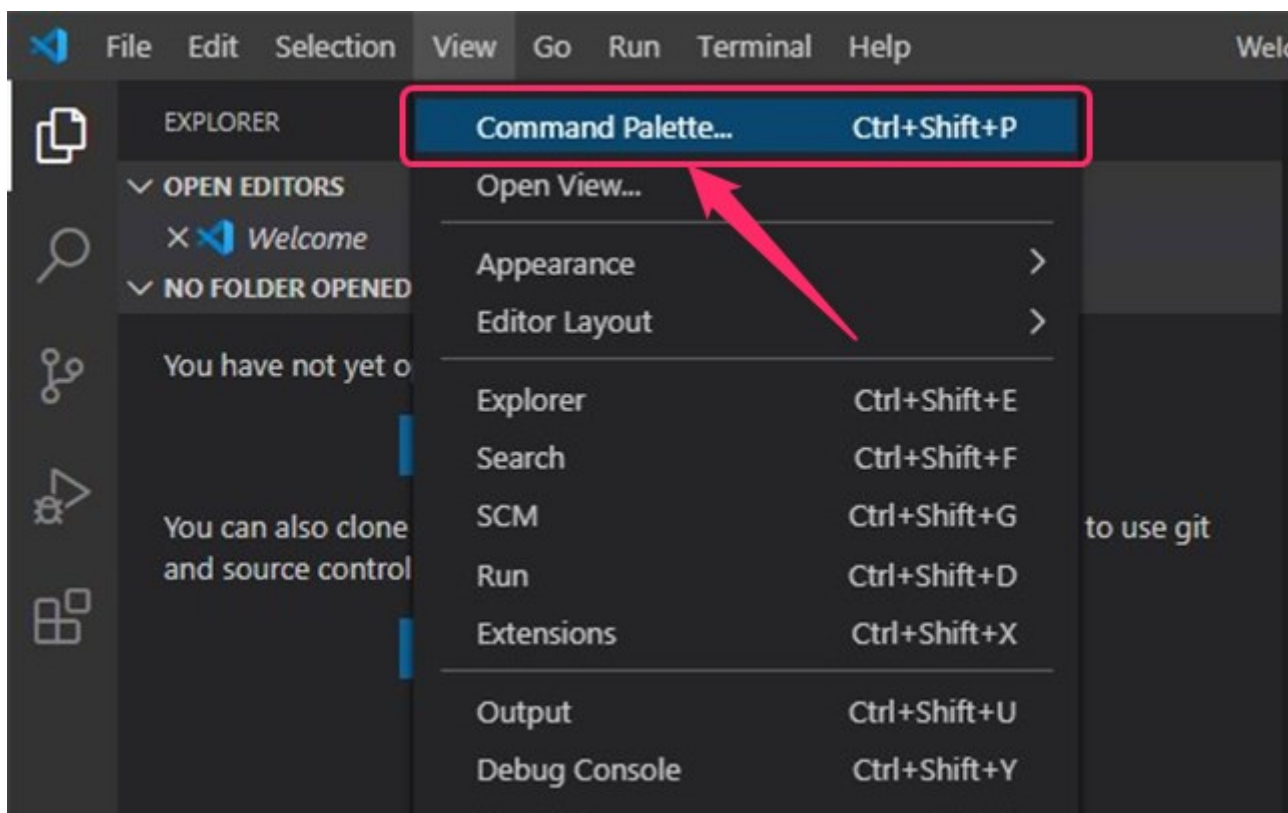 File Edit Selection View Go Run Terminal Help
EXPLORER
OPEN EDITORS
Welcome
NO FOLDER OPENED
You have not yet
You can also clone
to use git
and source control
Command Palette... Ctrl+Shift+P
Open View...
Appearance
Editor Layout
Explorer Ctrl+Shift+E
Search Ctrl+Shift+F
SCM Ctrl+Shift+G
Run Ctrl+Shift+D
Extensions Ctrl+Shift+X
Output Ctrl+Shift+U
Debug Console Ctrl+Shift+Y